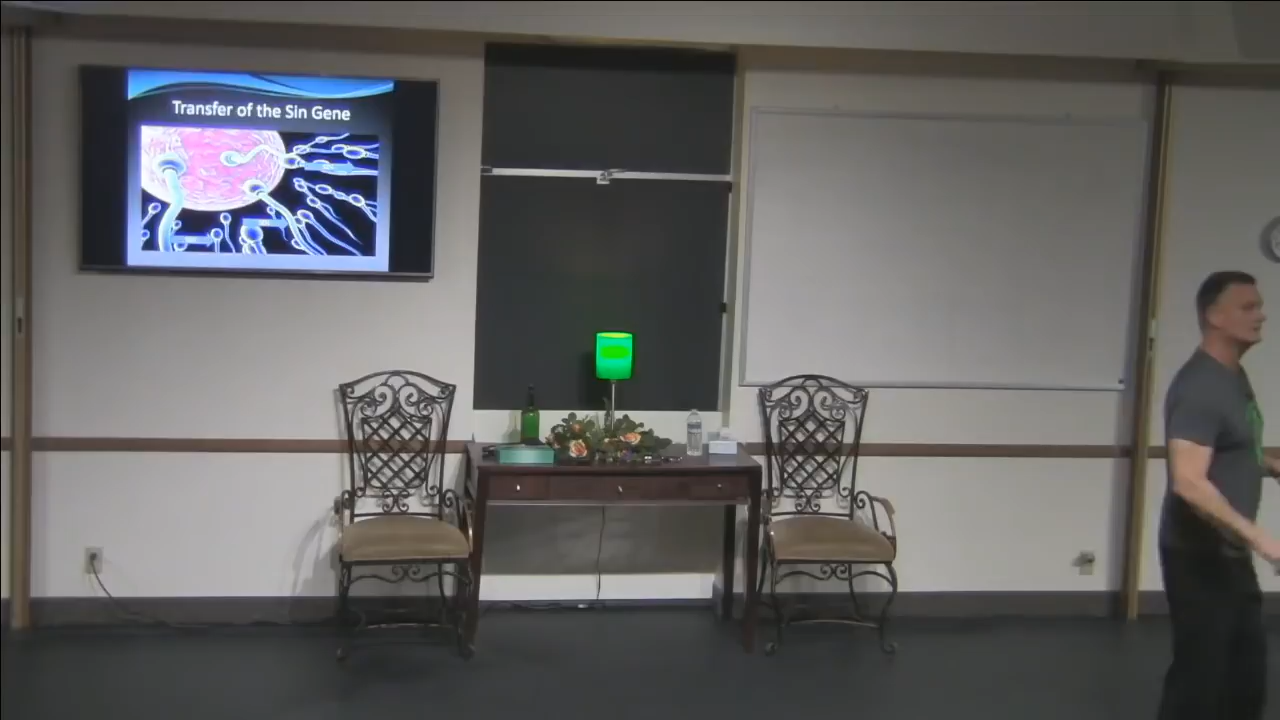 Transfer of the Sin Gene